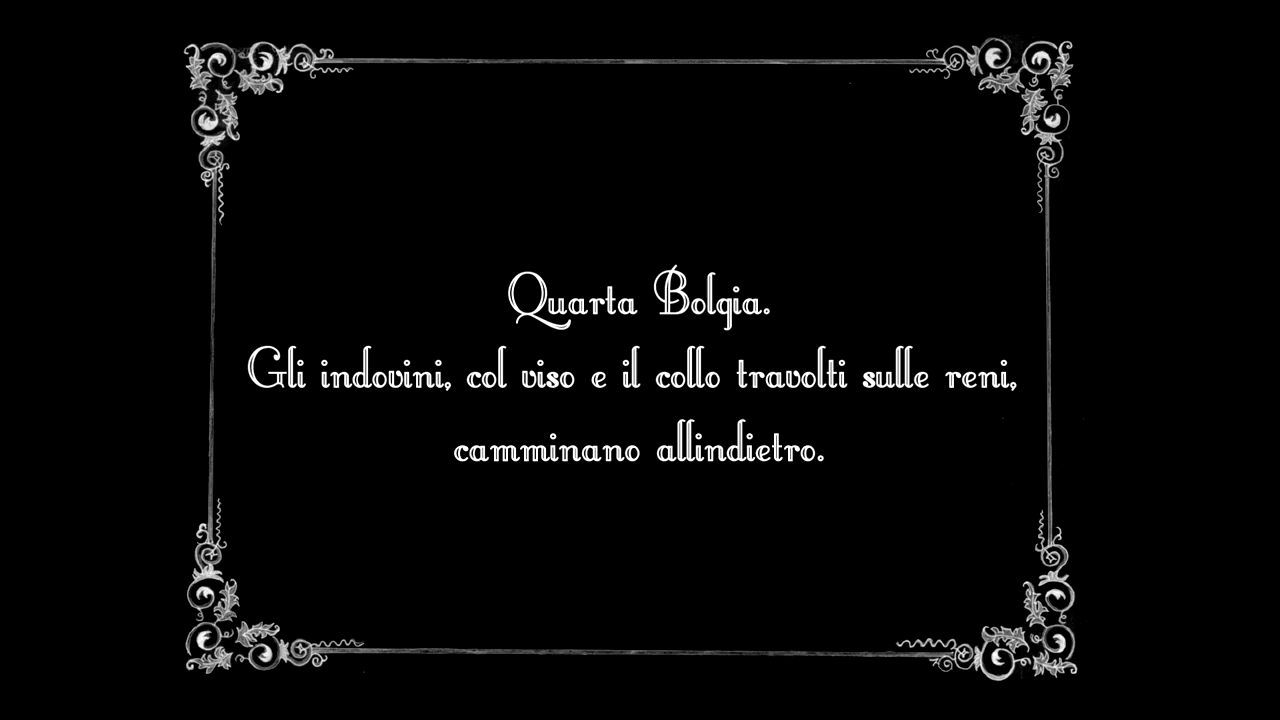 Quarta Bolgia.
Gli indovini, col viso e il collo travolti sulle reni,
camminano allindietro.